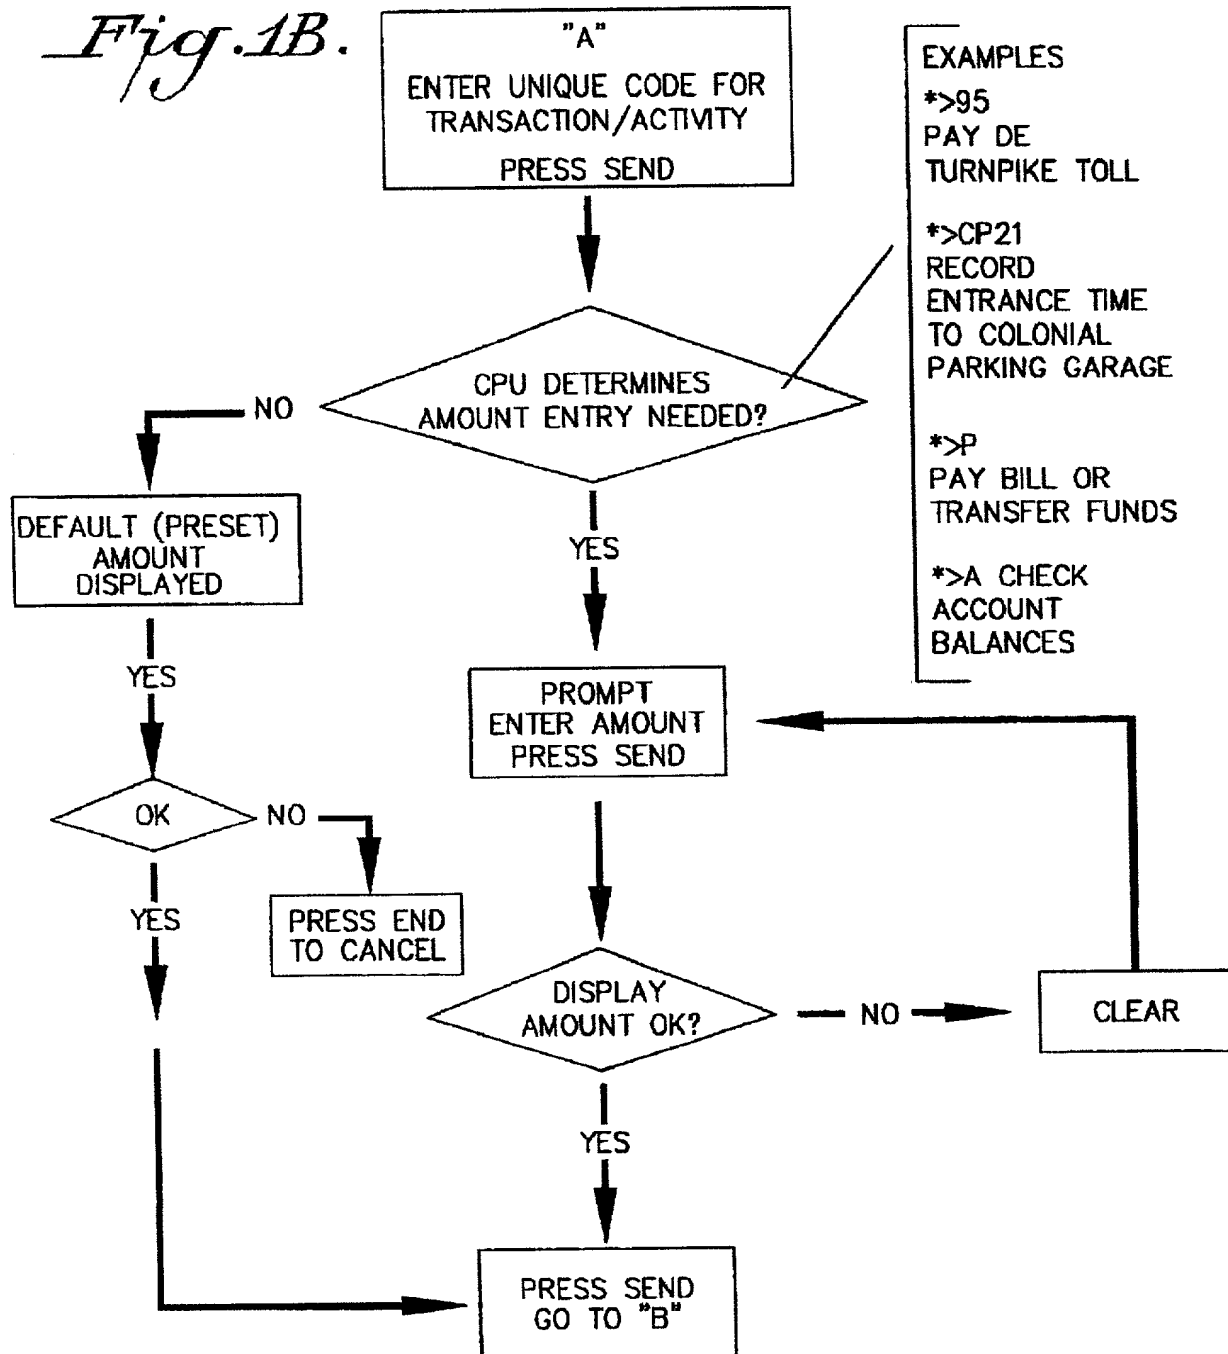 Fig. 1B.
"A"
ENTER UNIQUE CODE FOR
TRANSACTION/ACTIVITY
PRESS SEND
EXAMPLES
*>95
PAY DE
TURNPIKE TOLL
*>CP21
RECORD
ENTRANCE TIME
TO COLONIAL
PARKING GARAGE
*>P
PAY BILL OR
TRANSFER FUNDS
*>A CHECK
ACCOUNT
BALANCES
CPU DETERMINES
AMOUNT ENTRY NEEDED?
NO
DEFAULT (PRESET)
AMOUNT
DISPLAYED
YES
YES
PROMPT
ENTER AMOUNT
PRESS SEND
OK
NO
YES
PRESS END
TO CANCEL
DISPLAY
AMOUNT OK?
NO
CLEAR
YES
PRESS SEND
GO TO "B"